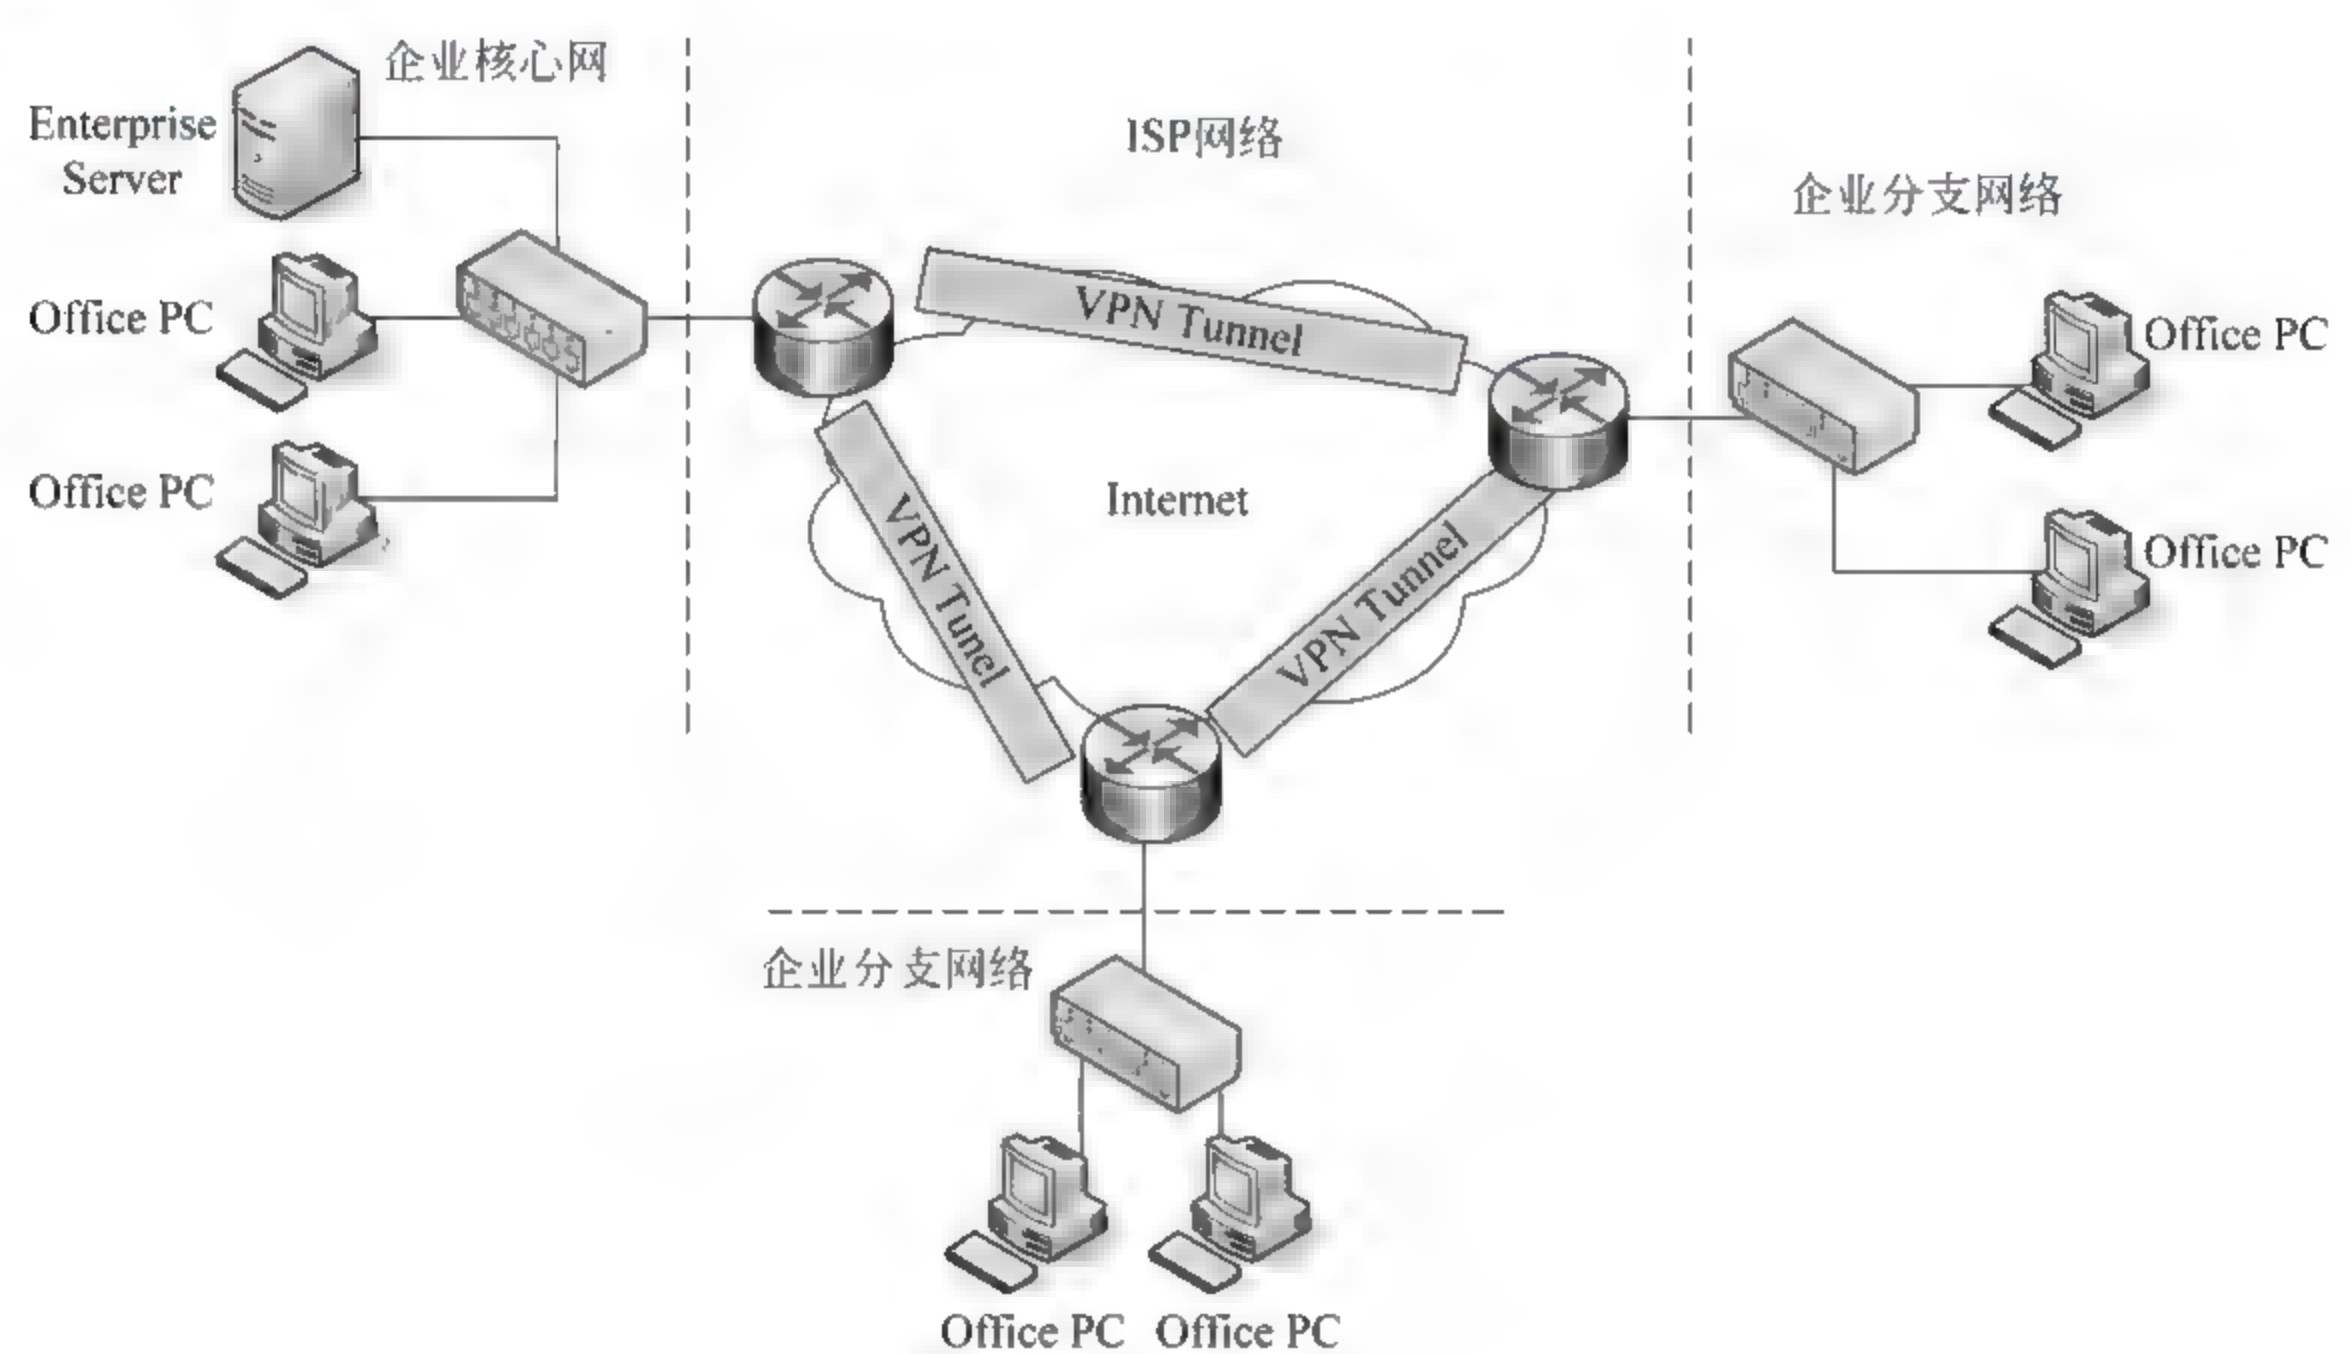 企业核心网
Enterprise
Server
Office PC
Office PC
ISP网络
VPN Tunnel
Internet
VPN Tunnel
VPN Tunnel
企业分支网络
Office PC
Office PC
企业分支网络
Office PC
Office PC